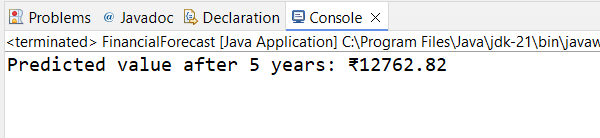 Problems @ Javadoc Declaration Console ×
<terminated> FinancialForecast [Java Application] C:\Program Files\Java\jdk-21\bin\javaw
Predicted value after 5 years: ₹12762.82